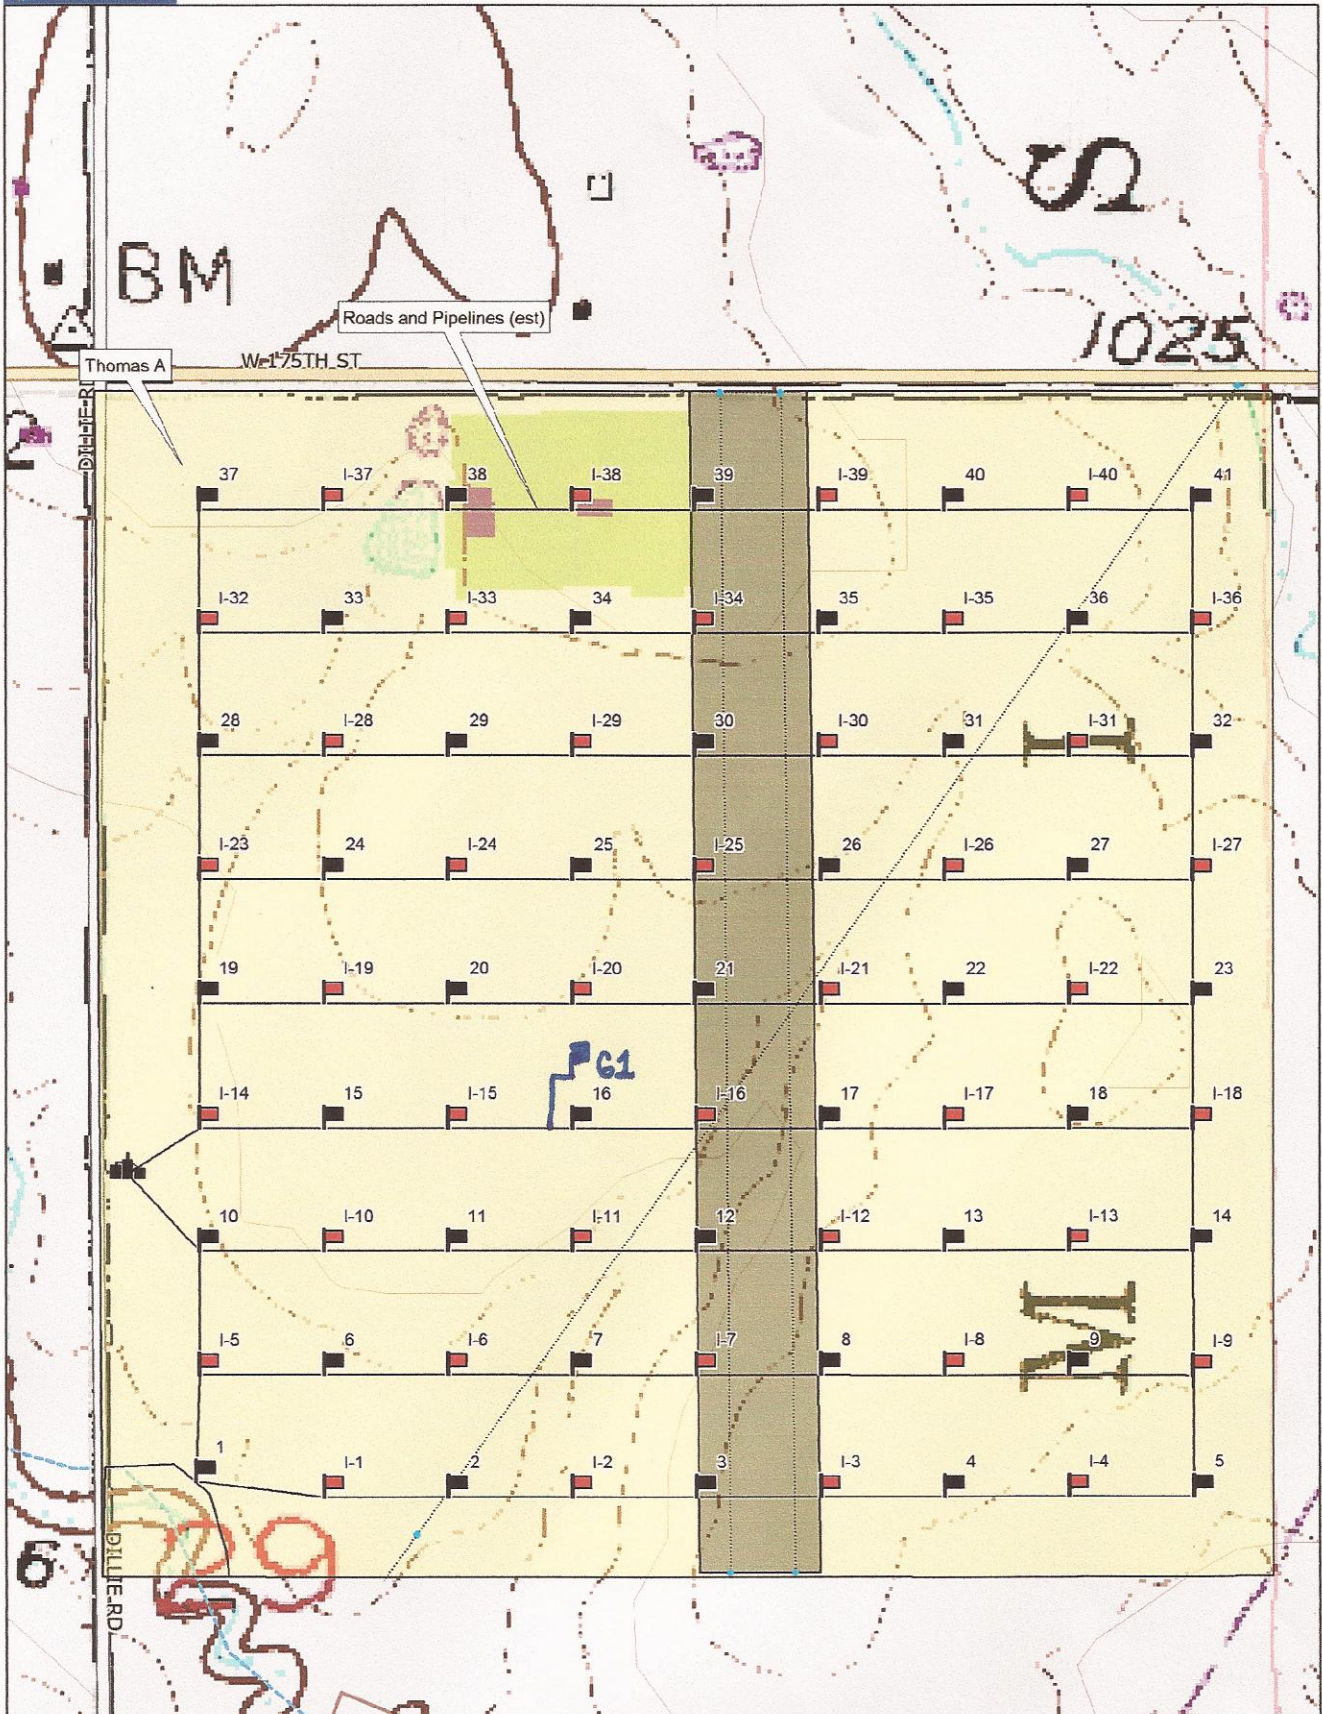 S
BM
1025
Roads and Pipelines (est)
Thomas A
W 175TH ST
DILLIE RD
37 I-37 38 I-38 39 I-39 40 I-40 41
I-32 33 I-33 34 I-34 35 I-35 36 I-36
28 I-28 29 I-29 30 I-30 31 I-31 32
I
I-23 24 I-24 25 I-25 26 I-26 27 I-27
19 I-19 20 I-20 21 I-21 22 I-22 23
61
I-14 15 I-15 16 I-16 17 I-17 18 I-18
10 I-10 11 I-11 12 I-12 13 I-13 14
M
I-5 6 I-6 7 I-7 8 I-8 9 I-9
1 I-1 2 I-2 3 I-3 4 I-4 5
6
DILLIE RD